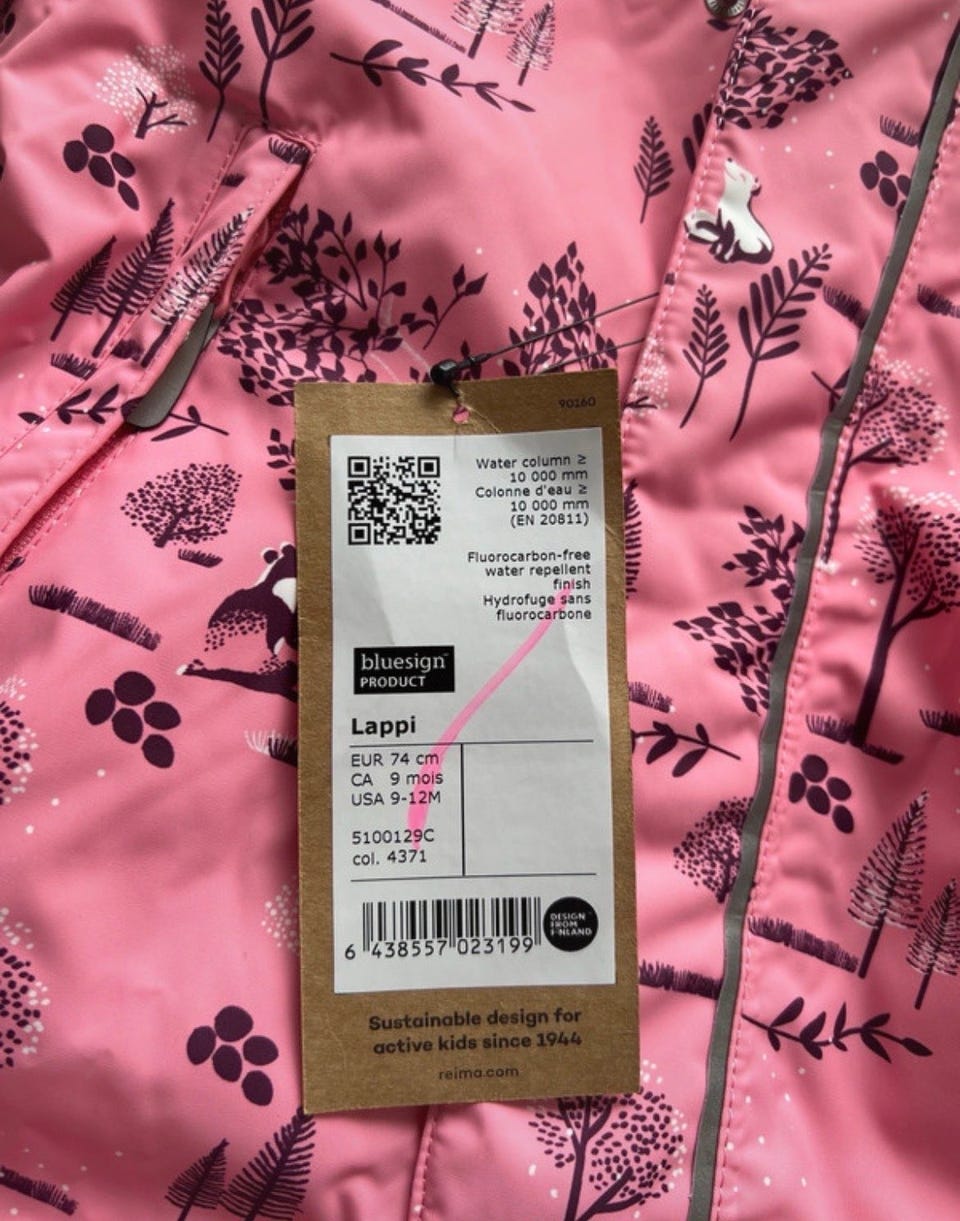 90160
Water column ≥
10 000 mm
Colonne d'eau ≥
10 000 mm
(EN 20811)
Fluorocarbon-free
water repellent
finish
Hydrofuge sans
fluorocarbone
bluesign™
PRODUCT
Lappi
EUR 74 cm
CA 9 mois
USA 9-12M
5100129C
col. 4371
6 438557 023199
DESIGN
FROM
FINLAND
Sustainable design for
active kids since 1944
reima.com